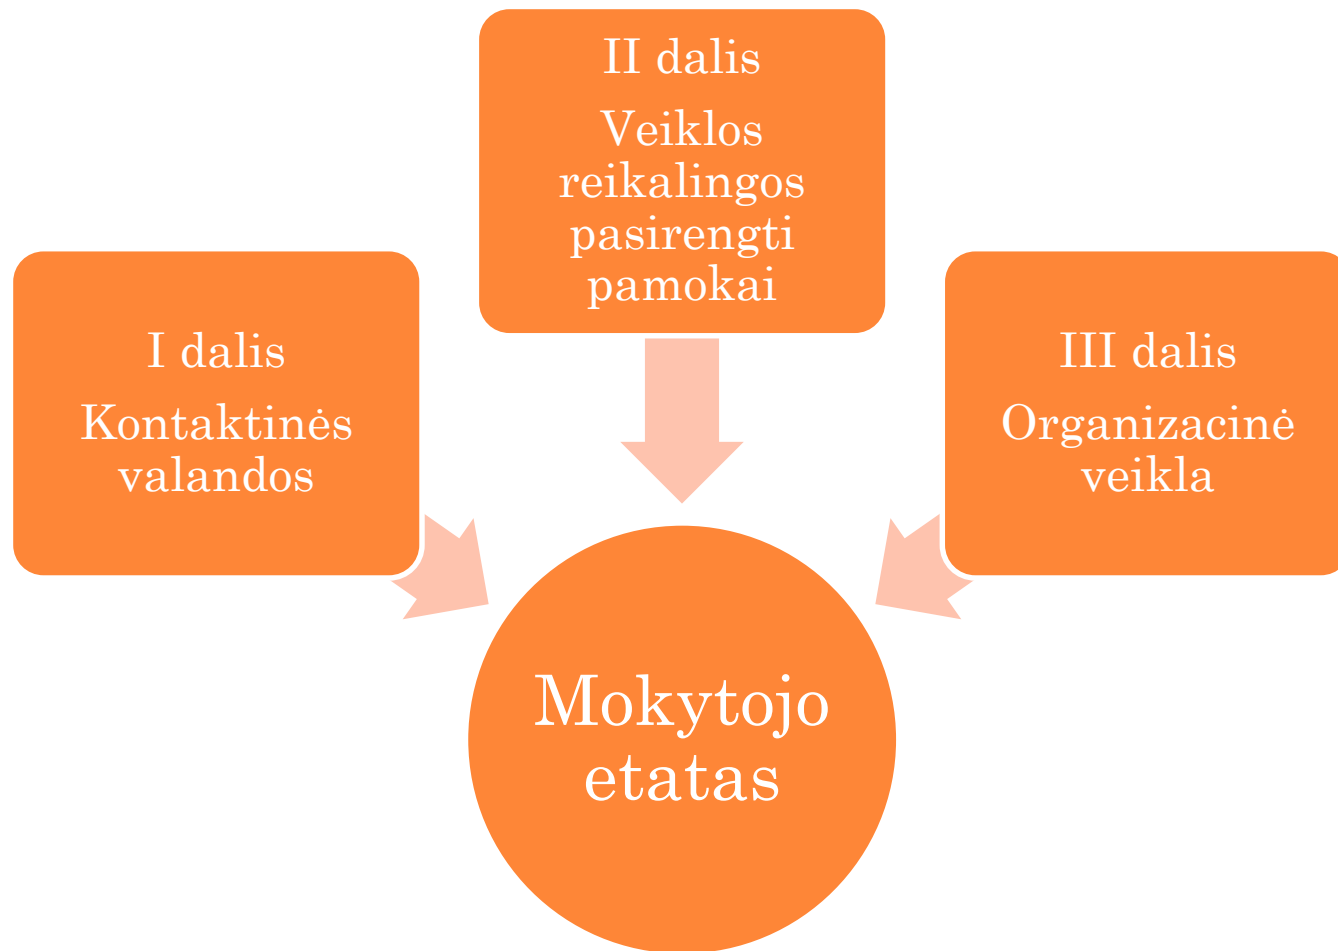 I dalis
Kontaktinės
valandos
II dalis
Veiklos
reikalingos
pasirengti
pamokai
III dalis
Organizacinė
veikla
Mokytojo
etatas